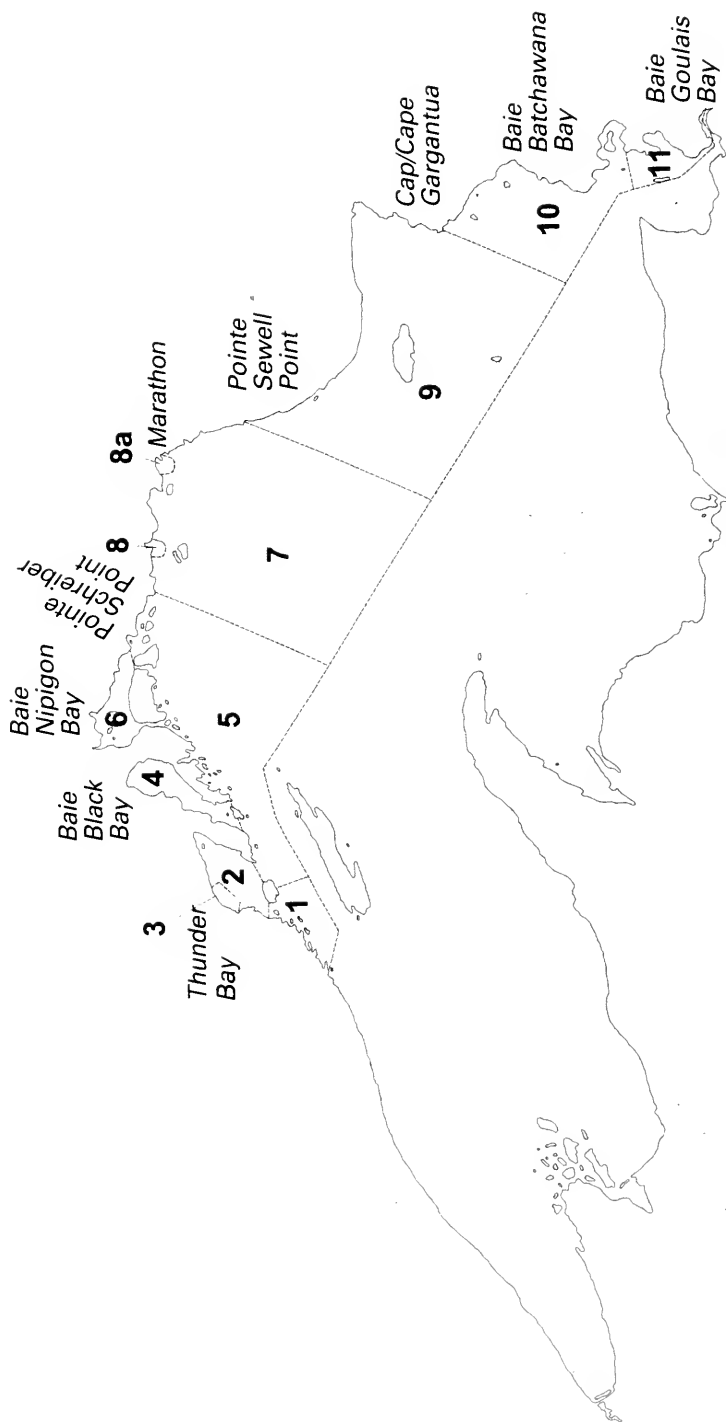 Baie
Nipigon
Bay
Pointe
Schreiber
Point
8
8a
Marathon
Pointe
Sewell
Point
Cap/Cape
Gargantua
Baie
Batchawana
Bay
Baie
Goulais
Bay
Baie
Black
Bay
Thunder
Bay
1
2
3
4
5
6
7
9
10
11